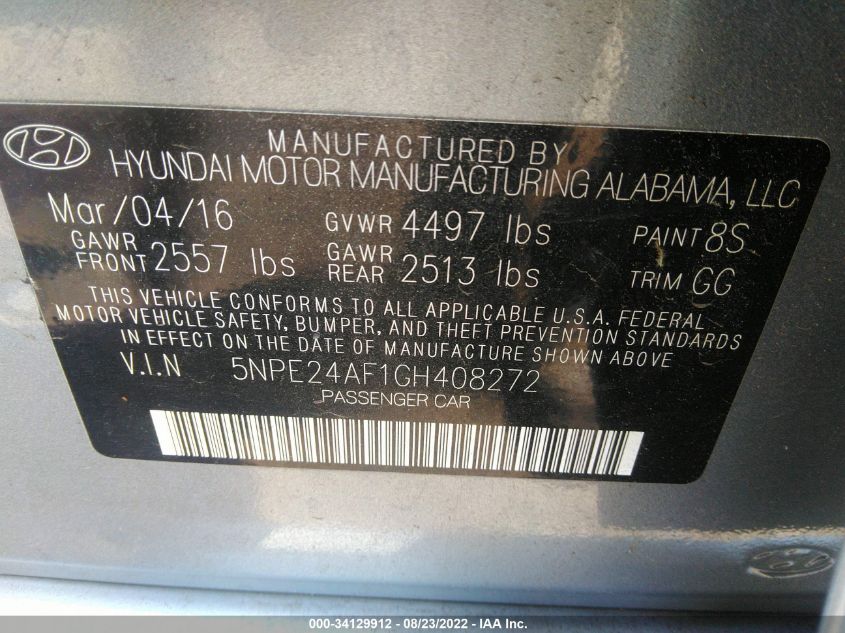 MANUFACTURED BY
HYUNDAI MOTOR MANUFACTURING ALABAMA, LLC
Mar/04/16 GVWR 4497 lbs PAINT 8S
GAWR FRONT 2557 lbs GAWR REAR 2513 lbs TRIM GG
THIS VEHICLE CONFORMS TO ALL APPLICABLE U.S.A. FEDERAL
MOTOR VEHICLE SAFETY, BUMPER, AND THEFT PREVENTION STANDARDS
IN EFFECT ON THE DATE OF MANUFACTURE SHOWN ABOVE.
V.I.N 5NPE24AF1GH408272
PASSENGER CAR
000-34129912 - 08/23/2022 - IAA Inc.